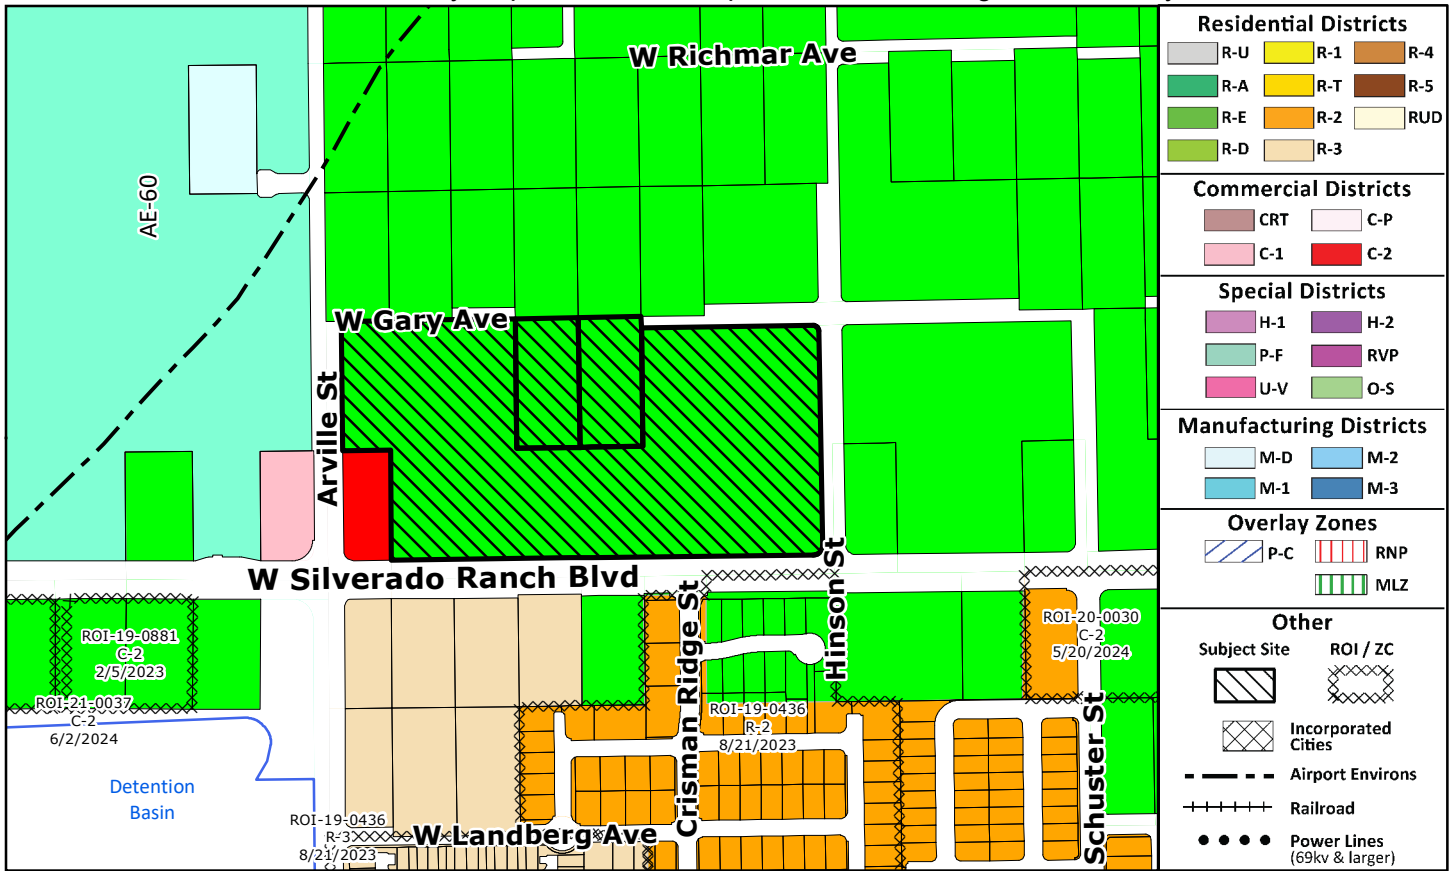 W Richmar Ave
AE-60
W Gary Ave
Arville St
W Silverado Ranch Blvd
Hinson St
Crisman Ridge St
Schuster St
ROI-19-0881
C-2
2/5/2023
ROI-21-0037
C-2
6/2/2024
ROI-20-0030
C-2
5/20/2024
ROI-19-0436
R-2
8/21/2023
Detention
Basin
ROI-19-0436
R-3
8/21/2023
W Landberg Ave
Residential Districts
R-U R-1 R-4
R-A R-T R-5
R-E R-2 RUD
R-D R-3
Commercial Districts
CRT C-P
C-1 C-2
Special Districts
H-1 H-2
P-F RVP
U-V O-S
Manufacturing Districts
M-D M-2
M-1 M-3
Overlay Zones
P-C RNP
MLZ
Other
Subject Site ROI / ZC
Incorporated
Cities
Airport Environs
Railroad
Power Lines
(69kv & larger)